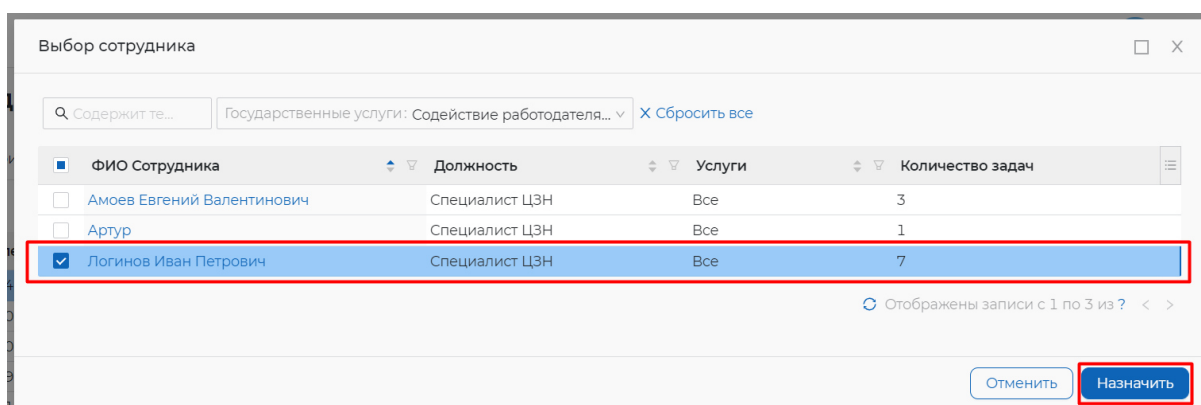 Выбор сотрудника
Содержит те... Государственные услуги: Содействие работодателя... Сбросить все
ФИО Сотрудника Должность Услуги Количество задач
Амоев Евгений Валентинович Специалист ЦЗН Все 3
Артур Специалист ЦЗН Все 1
Логинов Иван Петрович Специалист ЦЗН Все 7
Отображены записи с 1 по 3 из ? < >
Отменить Назначить